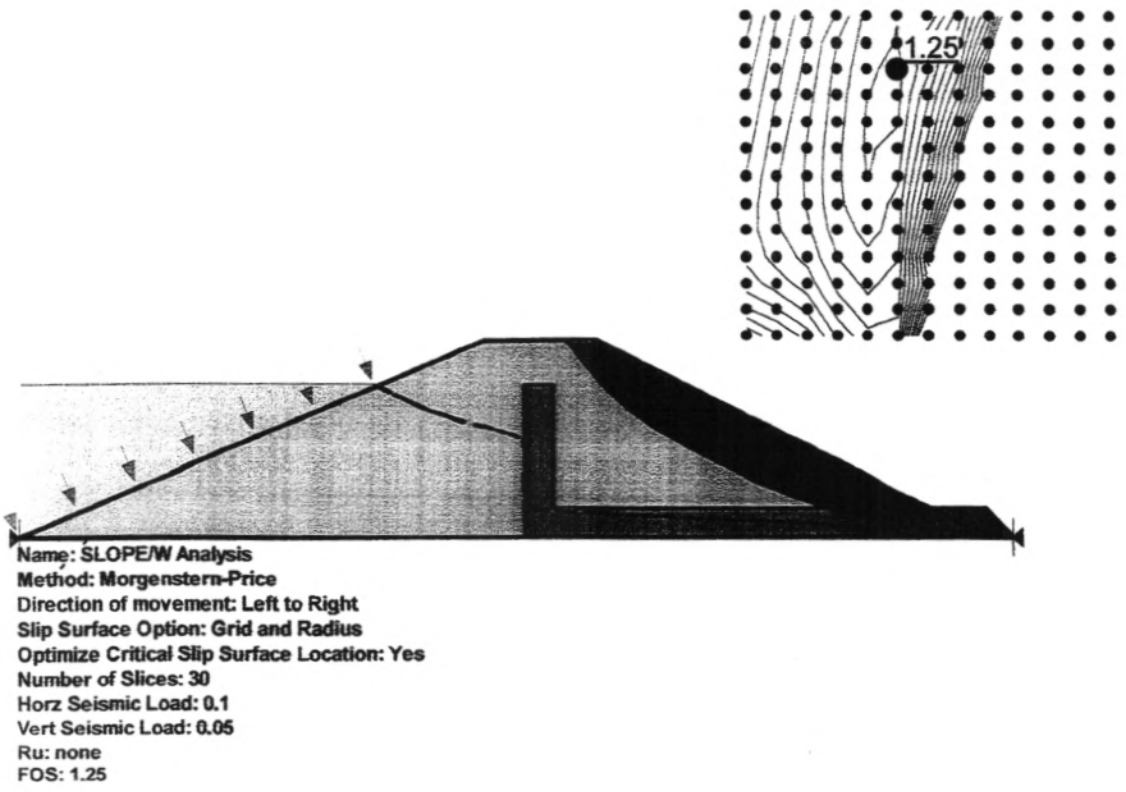 1.25
Name: SLOPE/W Analysis
Method: Morgenstern-Price
Direction of movement: Left to Right
Slip Surface Option: Grid and Radius
Optimize Critical Slip Surface Location: Yes
Number of Slices: 30
Horz Seismic Load: 0.1
Vert Seismic Load: 0.05
Ru: none
FOS: 1.25